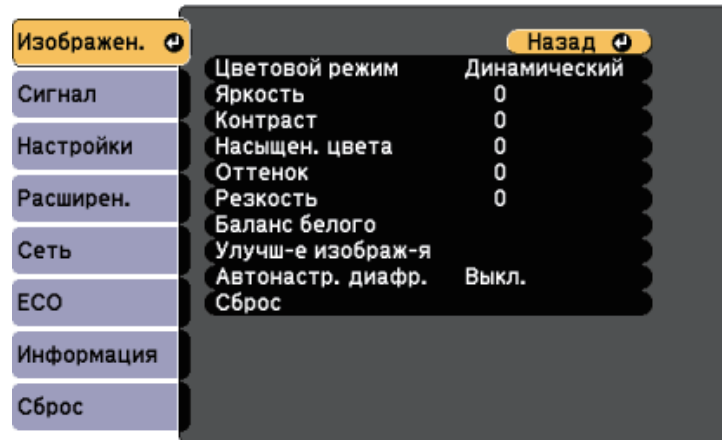 Изображен.
Сигнал
Настройки
Расширен.
Сеть
ECO
Информация
Сброс
Назад
Цветовой режим Динамический
Яркость 0
Контраст 0
Насыщен. цвета 0
Оттенок 0
Резкость 0
Баланс белого
Улучш-е изображ-я
Автонастр. диафр. Выкл.
Сброс